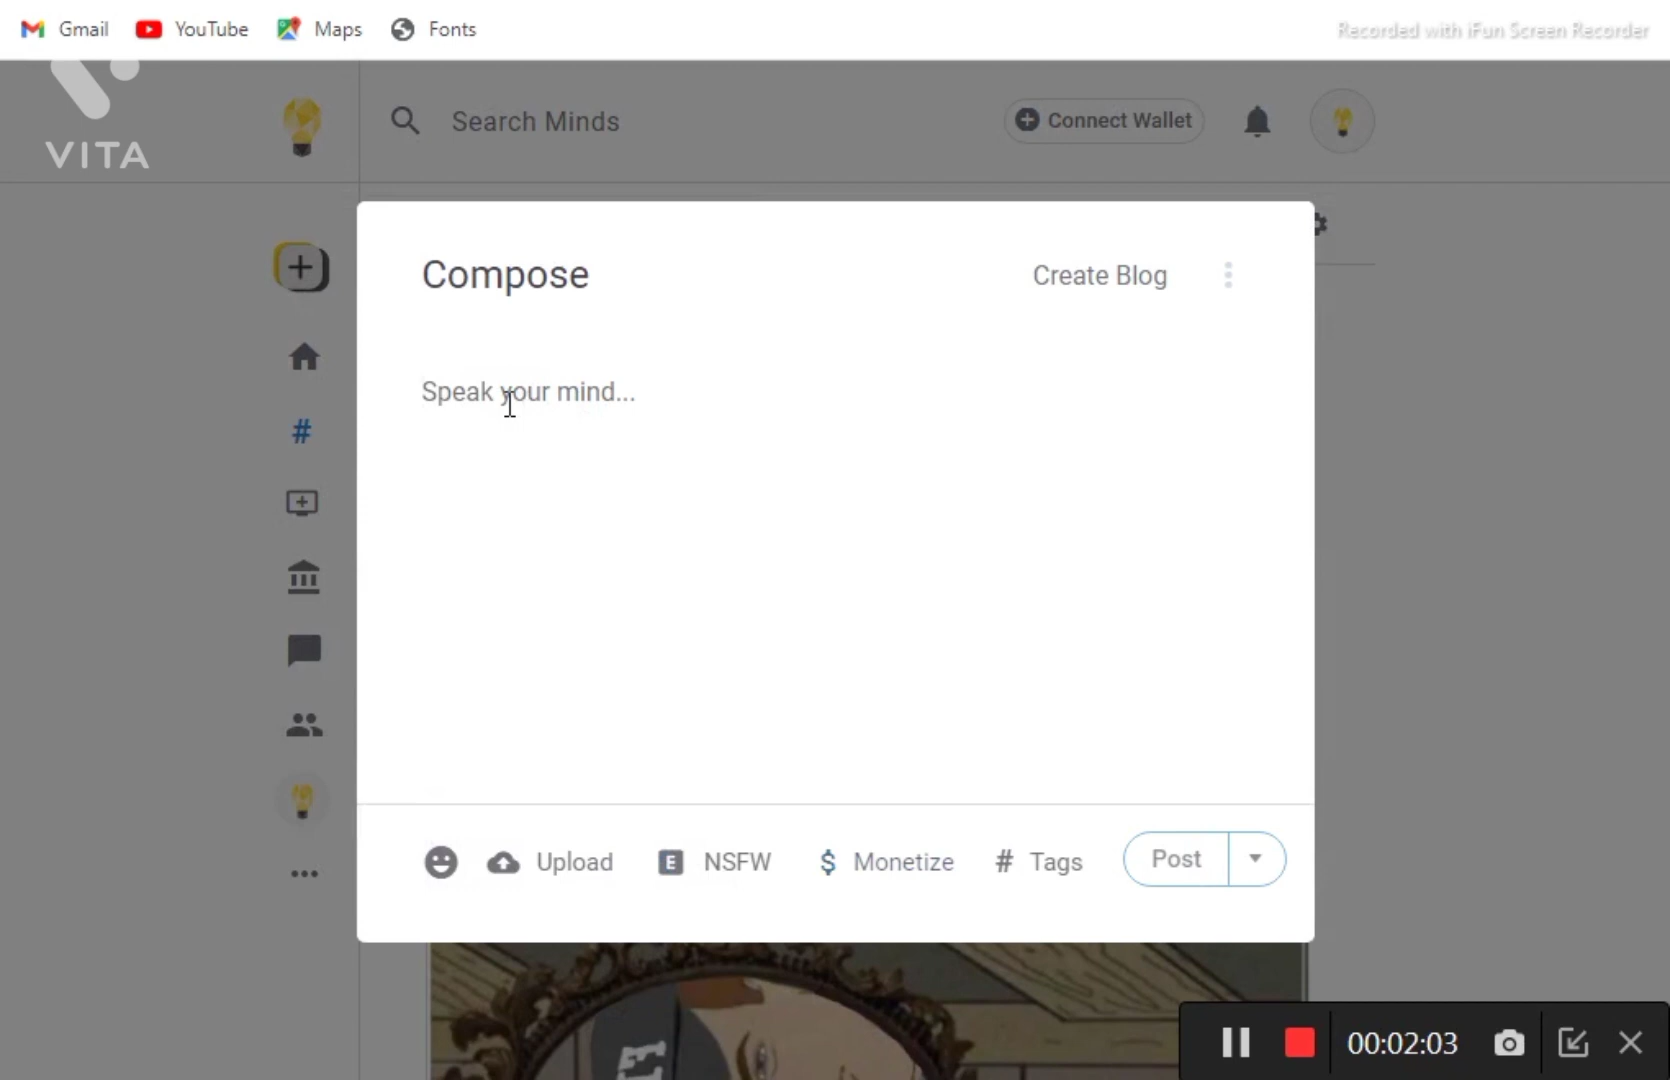 Gmail YouTube Maps Fonts
Recorded with iFun Screen Recorder
VITA
Search Minds
Connect Wallet
Compose
Create Blog
Speak your mind...
E
Upload NSFW $ Monetize # Tags Post
#
00:02:03